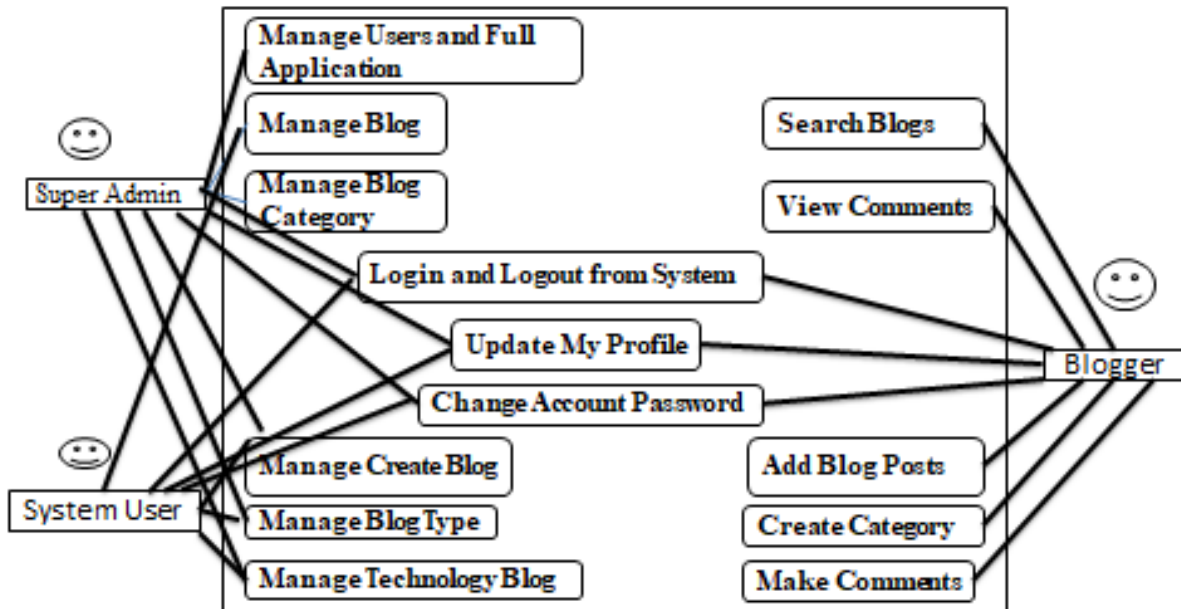 Manage Users and Full
Application
Manage Blog
Search Blogs
Super Admin
Manage Blog
Category
View Comments
Login and Logout from System
Update My Profile
Blogger
Change Account Password
Manage Create Blog
Add Blog Posts
System User
Manage Blog Type
Create Category
Manage Technology Blog
Make Comments